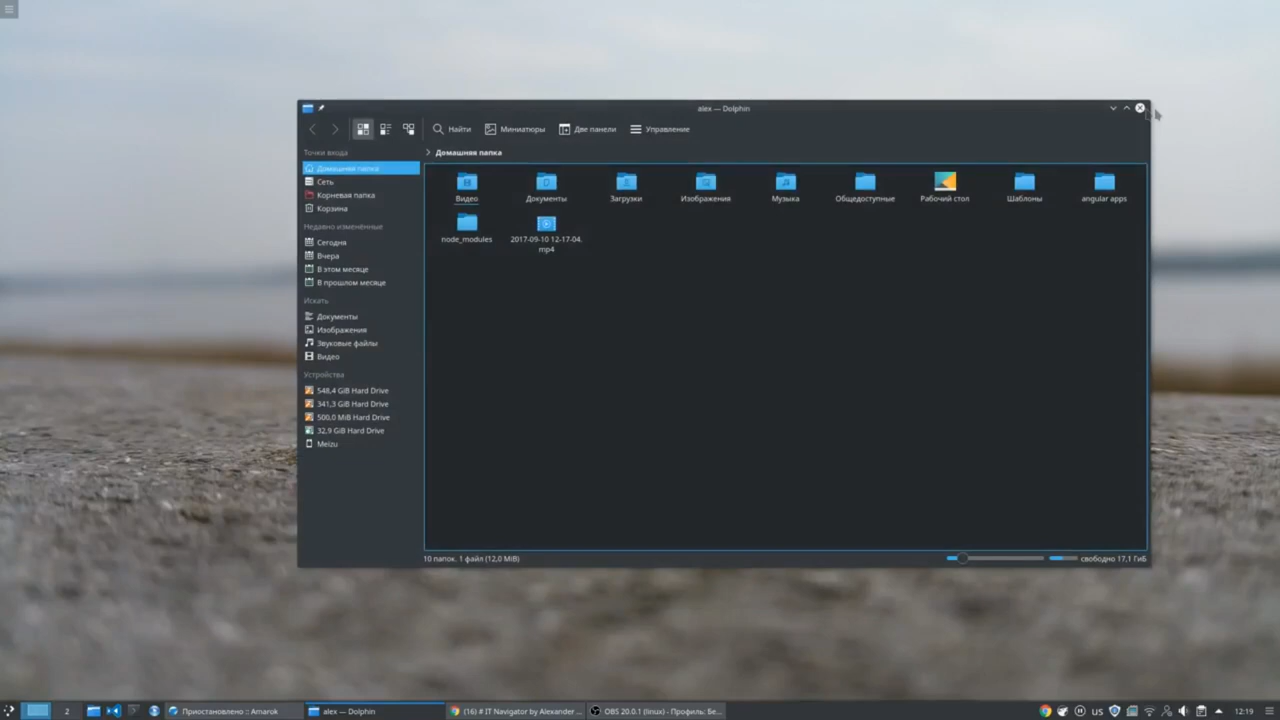 alex — Dolphin
Найти
Миниатюры
Две панели
Управление
Точки входа
Домашняя папка
Сеть
Корневая папка
Корзина
Недавно изменённые
Сегодня
Вчера
В этом месяце
В прошлом месяце
Искать
Документы
Изображения
Звуковые файлы
Видео
Устройства
548,4 GiB Hard Drive
341,3 GiB Hard Drive
500,0 MiB Hard Drive
32,9 GiB Hard Drive
Meizu
Домашняя папка
Видео
Документы
Загрузки
Изображения
Музыка
Общедоступные
Рабочий стол
Шаблоны
angular apps
node_modules
2017-09-10 12-17-04.
mp4
10 папок, 1 файл (12,0 MiB)
свободно 17,1 ГиБ
2
Приостановлено :: Amarok
alex — Dolphin
(16) # IT Navigator by Alexander ...
OBS 20.0.1 (linux) - Профиль: Бе...
us
12:19